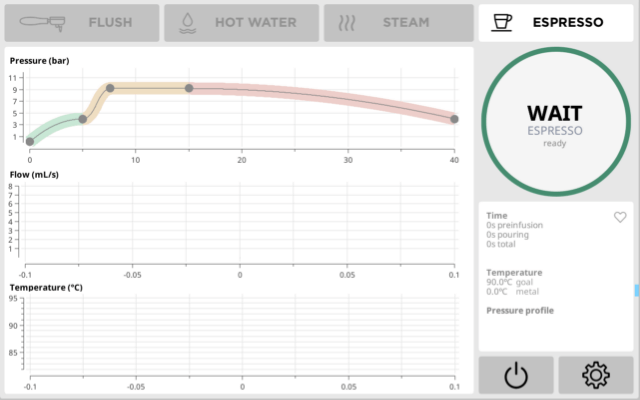 FLUSH
HOT WATER
STEAM
ESPRESSO
Pressure (bar)
11
9
7
5
3
1
0
10
20
30
40
Flow (mL/s)
8
7
6
5
4
3
2
1
-0.1
-0.05
0
0.05
0.1
Temperature (°C)
95
90
85
-0.1
-0.05
0
0.05
0.1
WAIT
ESPRESSO
ready
Time
0s preinfusion
0s pouring
0s total
Temperature
90.0°C goal
0.0°C metal
Pressure profile